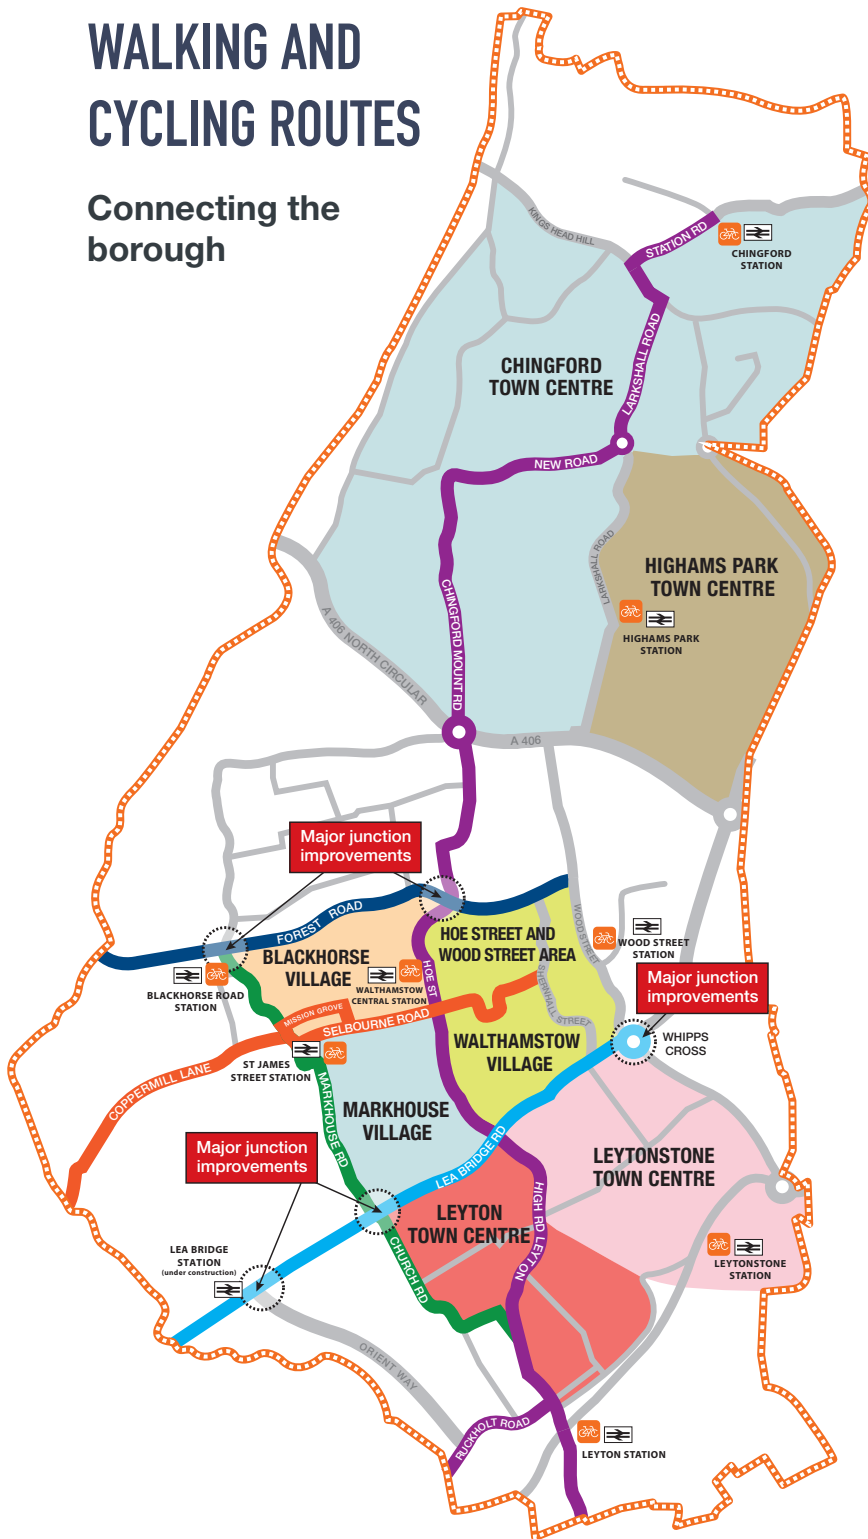 WALKING AND
CYCLING ROUTES
Connecting the
borough
KINGS HEAD HILL
STATION RD
CHINGFORD
STATION
CHINGFORD
TOWN CENTRE
LARKSHALL ROAD
NEW ROAD
LARKSHALL ROAD
HIGHAMS PARK
TOWN CENTRE
HIGHAMS PARK
STATION
CHINGFORD MOUNT RD
A 406 NORTH CIRCULAR
A 406
Major junction
improvements
FOREST ROAD
HOE STREET AND
WOOD STREET AREA
WOOD STREET
WOOD STREET
STATION
BLACKHORSE
VILLAGE
HOE ST
WALTHAMSTOW
CENTRAL STATION
SHERNHALL STREET
BLACKHORSE ROAD
STATION
Major junction
improvements
MISSION GROVE
SELBOURNE ROAD
WHIPPS
CROSS
WALTHAMSTOW
VILLAGE
ST JAMES
STREET STATION
COPPERMILL LANE
MARKHOUSE RD
MARKHOUSE
VILLAGE
Major junction
improvements
LEA BRIDGE RD
LEYTONSTONE
TOWN CENTRE
LEYTON
TOWN CENTRE
HIGH RD LEYTON
LEA BRIDGE
STATION
(under construction)
CHURCH RD
LEYTONSTONE
STATION
ORIENT WAY
RUCKHOLT ROAD
LEYTON STATION